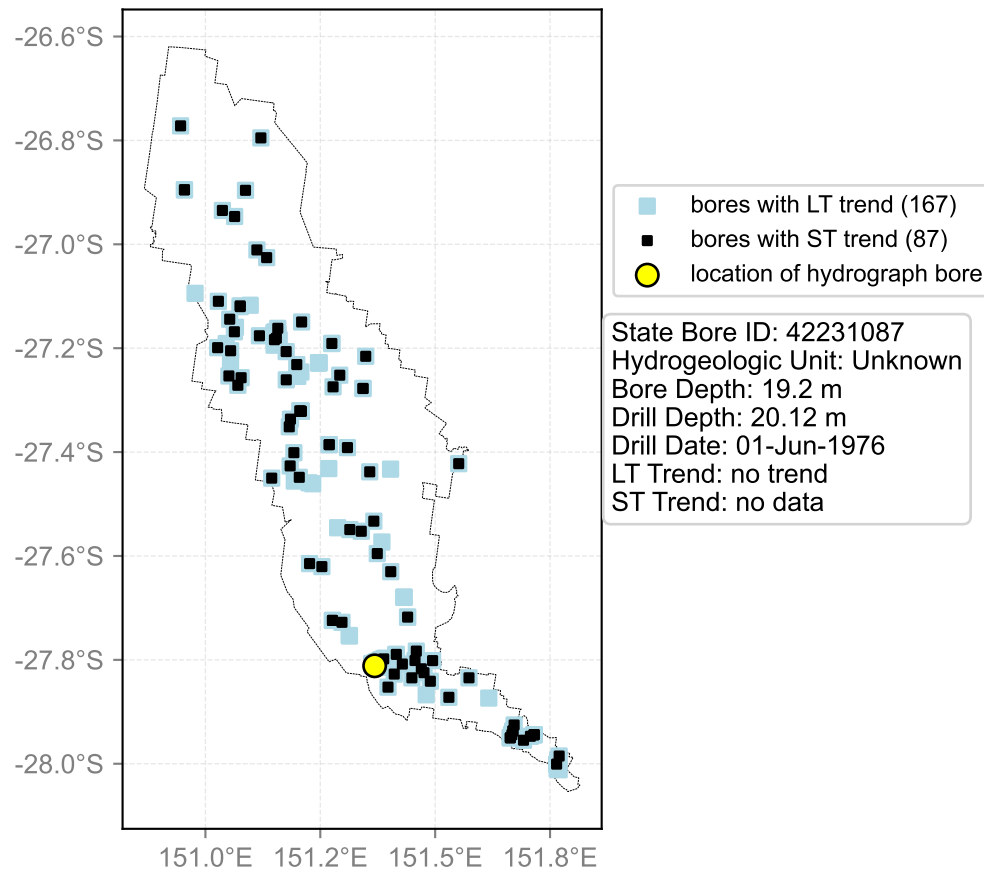 -26.6°S
-26.8°S
-27.0°S
-27.2°S
-27.4°S
-27.6°S
-27.8°S
-28.0°S
151.0°E
151.2°E
151.5°E
151.8°E
bores with LT trend (167)
bores with ST trend (87)
location of hydrograph bore
State Bore ID: 42231087
Hydrogeologic Unit: Unknown
Bore Depth: 19.2 m
Drill Depth: 20.12 m
Drill Date: 01-Jun-1976
LT Trend: no trend
ST Trend: no data